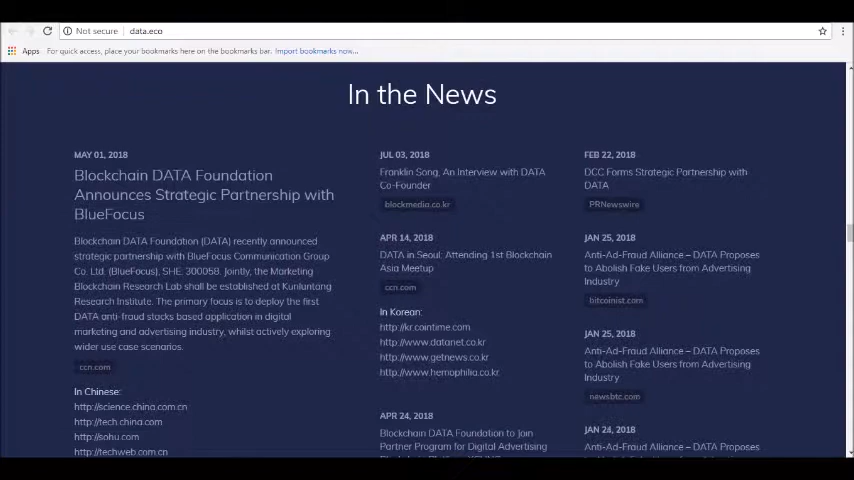 Not secure
data.eco
Apps
For quick access, place your bookmarks here on the bookmarks bar. Import bookmarks now...
In the News
MAY 01, 2018
Blockchain DATA Foundation
Announces Strategic Partnership with
BlueFocus
Blockchain DATA Foundation (DATA) recently announced
strategic partnership with BlueFocus Communication Group
Co. Ltd. (BlueFocus), SHE: 300058. Jointly, the Marketing
Blockchain Research Lab shall be established at Kunluntang
Research Institute. The primary focus is to deploy the first
DATA anti-fraud stacks based application in digital
marketing and advertising industry, whilst actively exploring
wider use case scenarios.
ccn.com
In Chinese:
http://science.china.com.cn
http://tech.china.com
http://sohu.com
http://techweb.com.cn
JUL 03, 2018
Franklin Song, An Interview with DATA
Co-Founder
blockmedia.co.kr
APR 14, 2018
DATA in Seoul: Attending 1st Blockchain
Asia Meetup
ccn.com
In Korean:
http://kr.cointime.com
http://www.datanet.co.kr
http://www.getnews.co.kr
http://www.hemophilia.co.kr
APR 24, 2018
Blockchain DATA Foundation to Join
Partner Program for Digital Advertising
FEB 22, 2018
DCC Forms Strategic Partnership with
DATA
PRNewswire
JAN 25, 2018
Anti-Ad-Fraud Alliance – DATA Proposes
to Abolish Fake Users from Advertising
Industry
bitcoinist.com
JAN 25, 2018
Anti-Ad-Fraud Alliance – DATA Proposes
to Abolish Fake Users from Advertising
Industry
newsbtc.com
JAN 24, 2018
Anti-Ad-Fraud Alliance – DATA Proposes